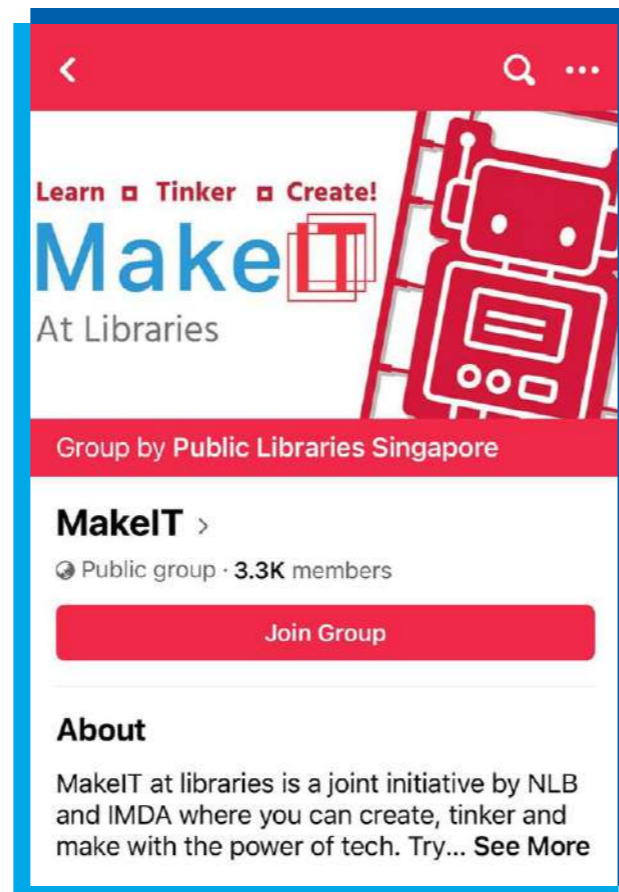 Learn ▫ Tinker ▫ Create!
MakeIT
At Libraries
Group by Public Libraries Singapore
MakeIT >
Public group · 3.3K members
Join Group
About
MakeIT at libraries is a joint initiative by NLB
and IMDA where you can create, tinker and
make with the power of tech. Try... See More